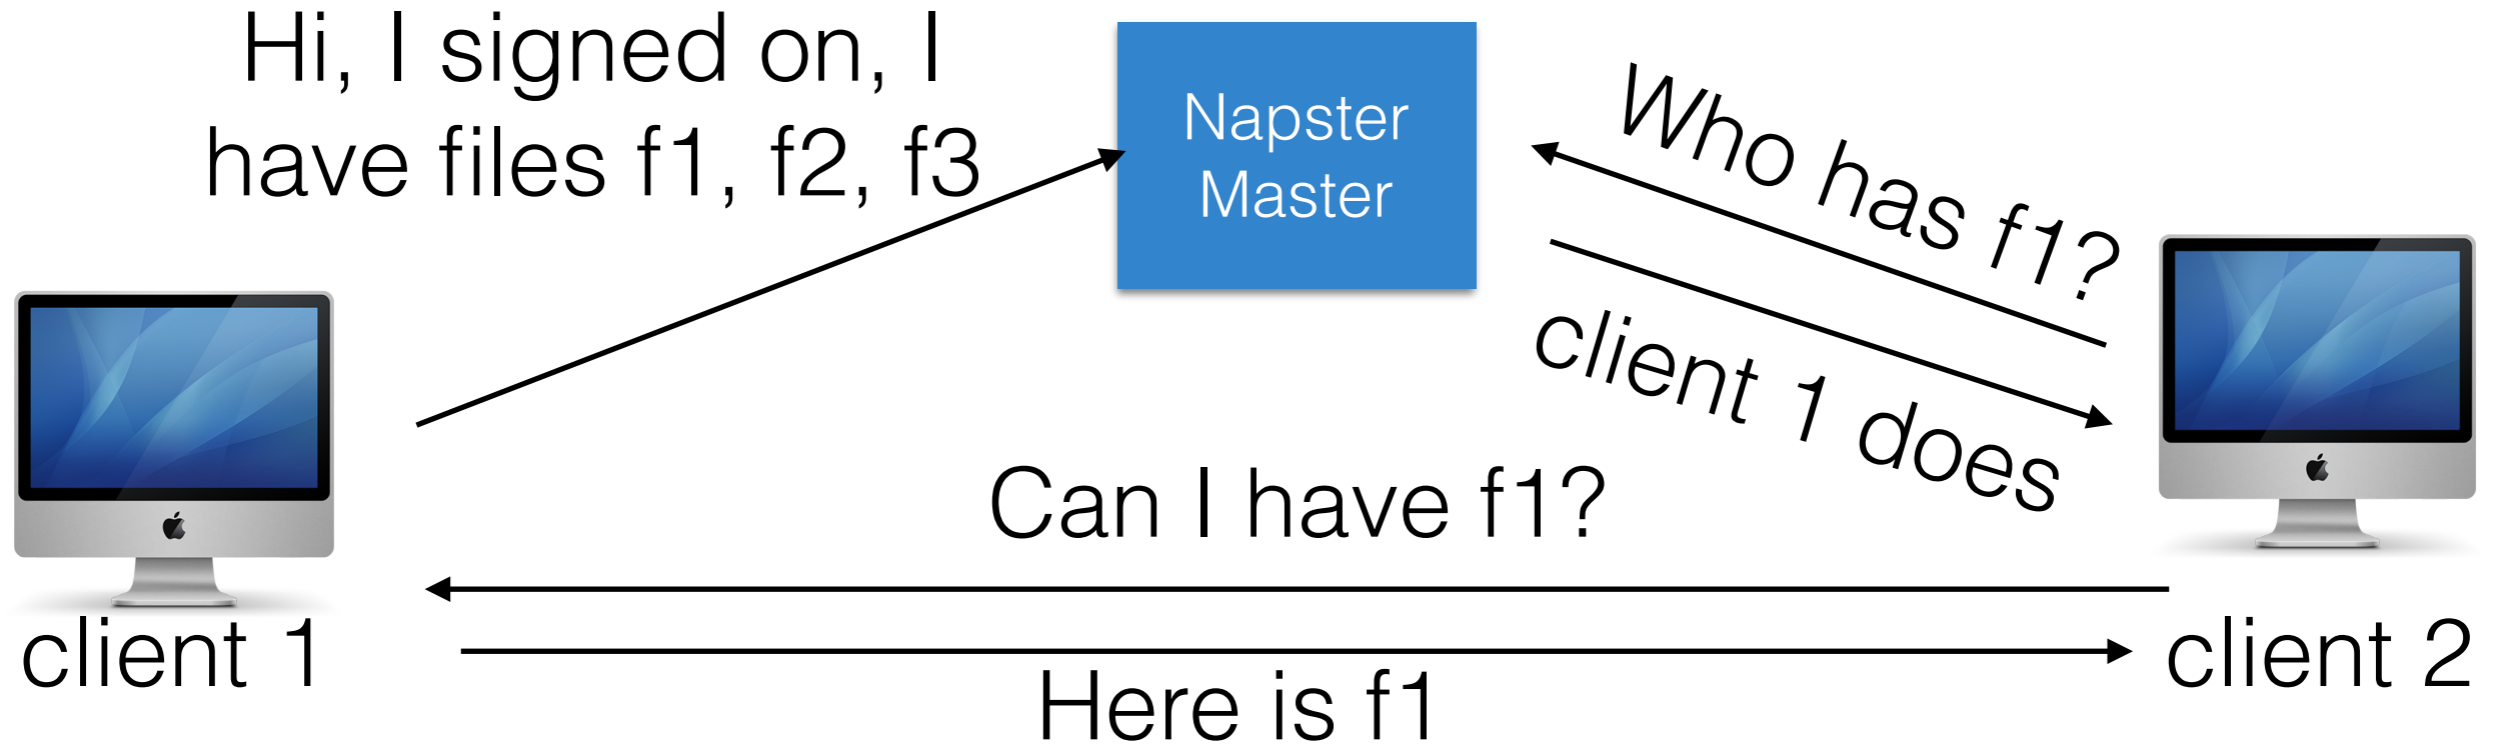 Hi, I signed on, I
have files f1, f2, f3
Napster
Master
Who has f1?
client 1 does
Can I have f1?
Here is f1
client 1
client 2